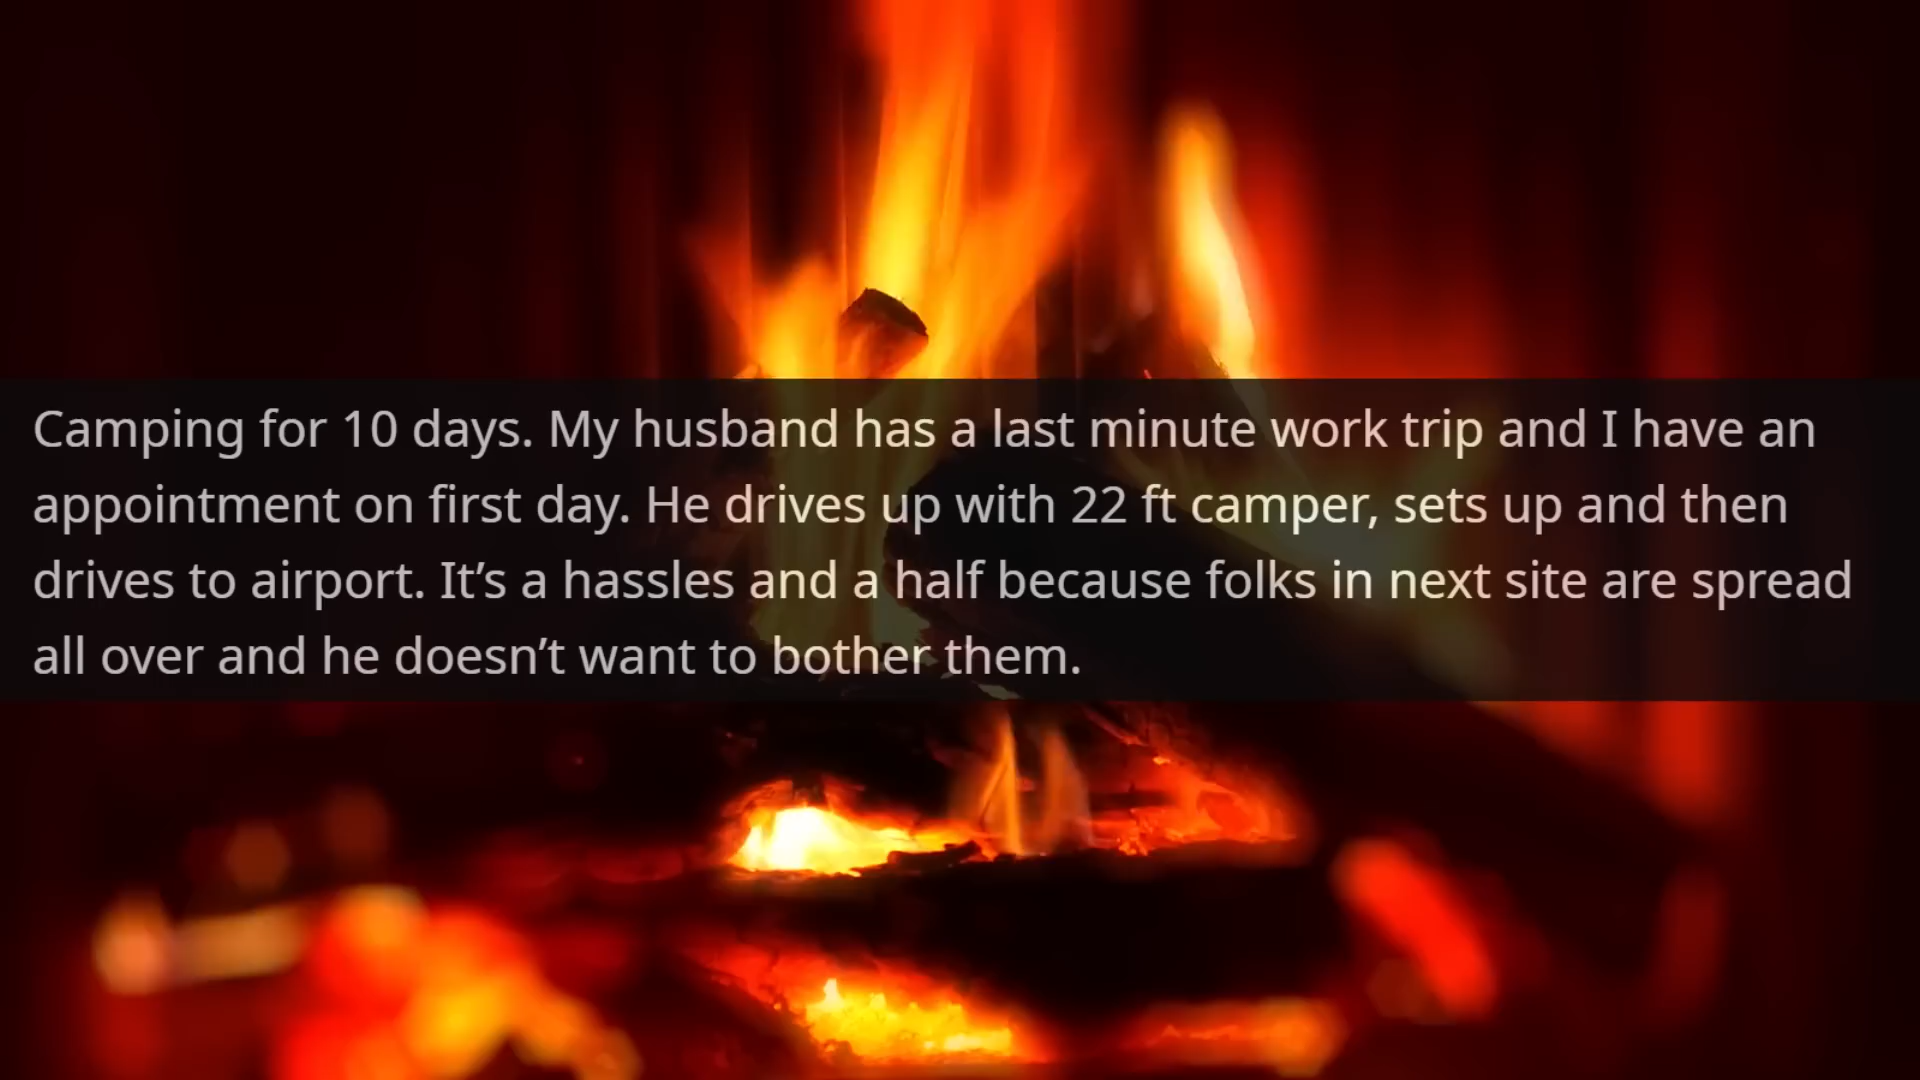 Camping for 10 days. My husband has a last minute work trip and I have an
appointment on first day. He drives up with 22 ft camper, sets up and then
drives to airport. It’s a hassles and a half because folks in next site are spread
all over and he doesn’t want to bother them.